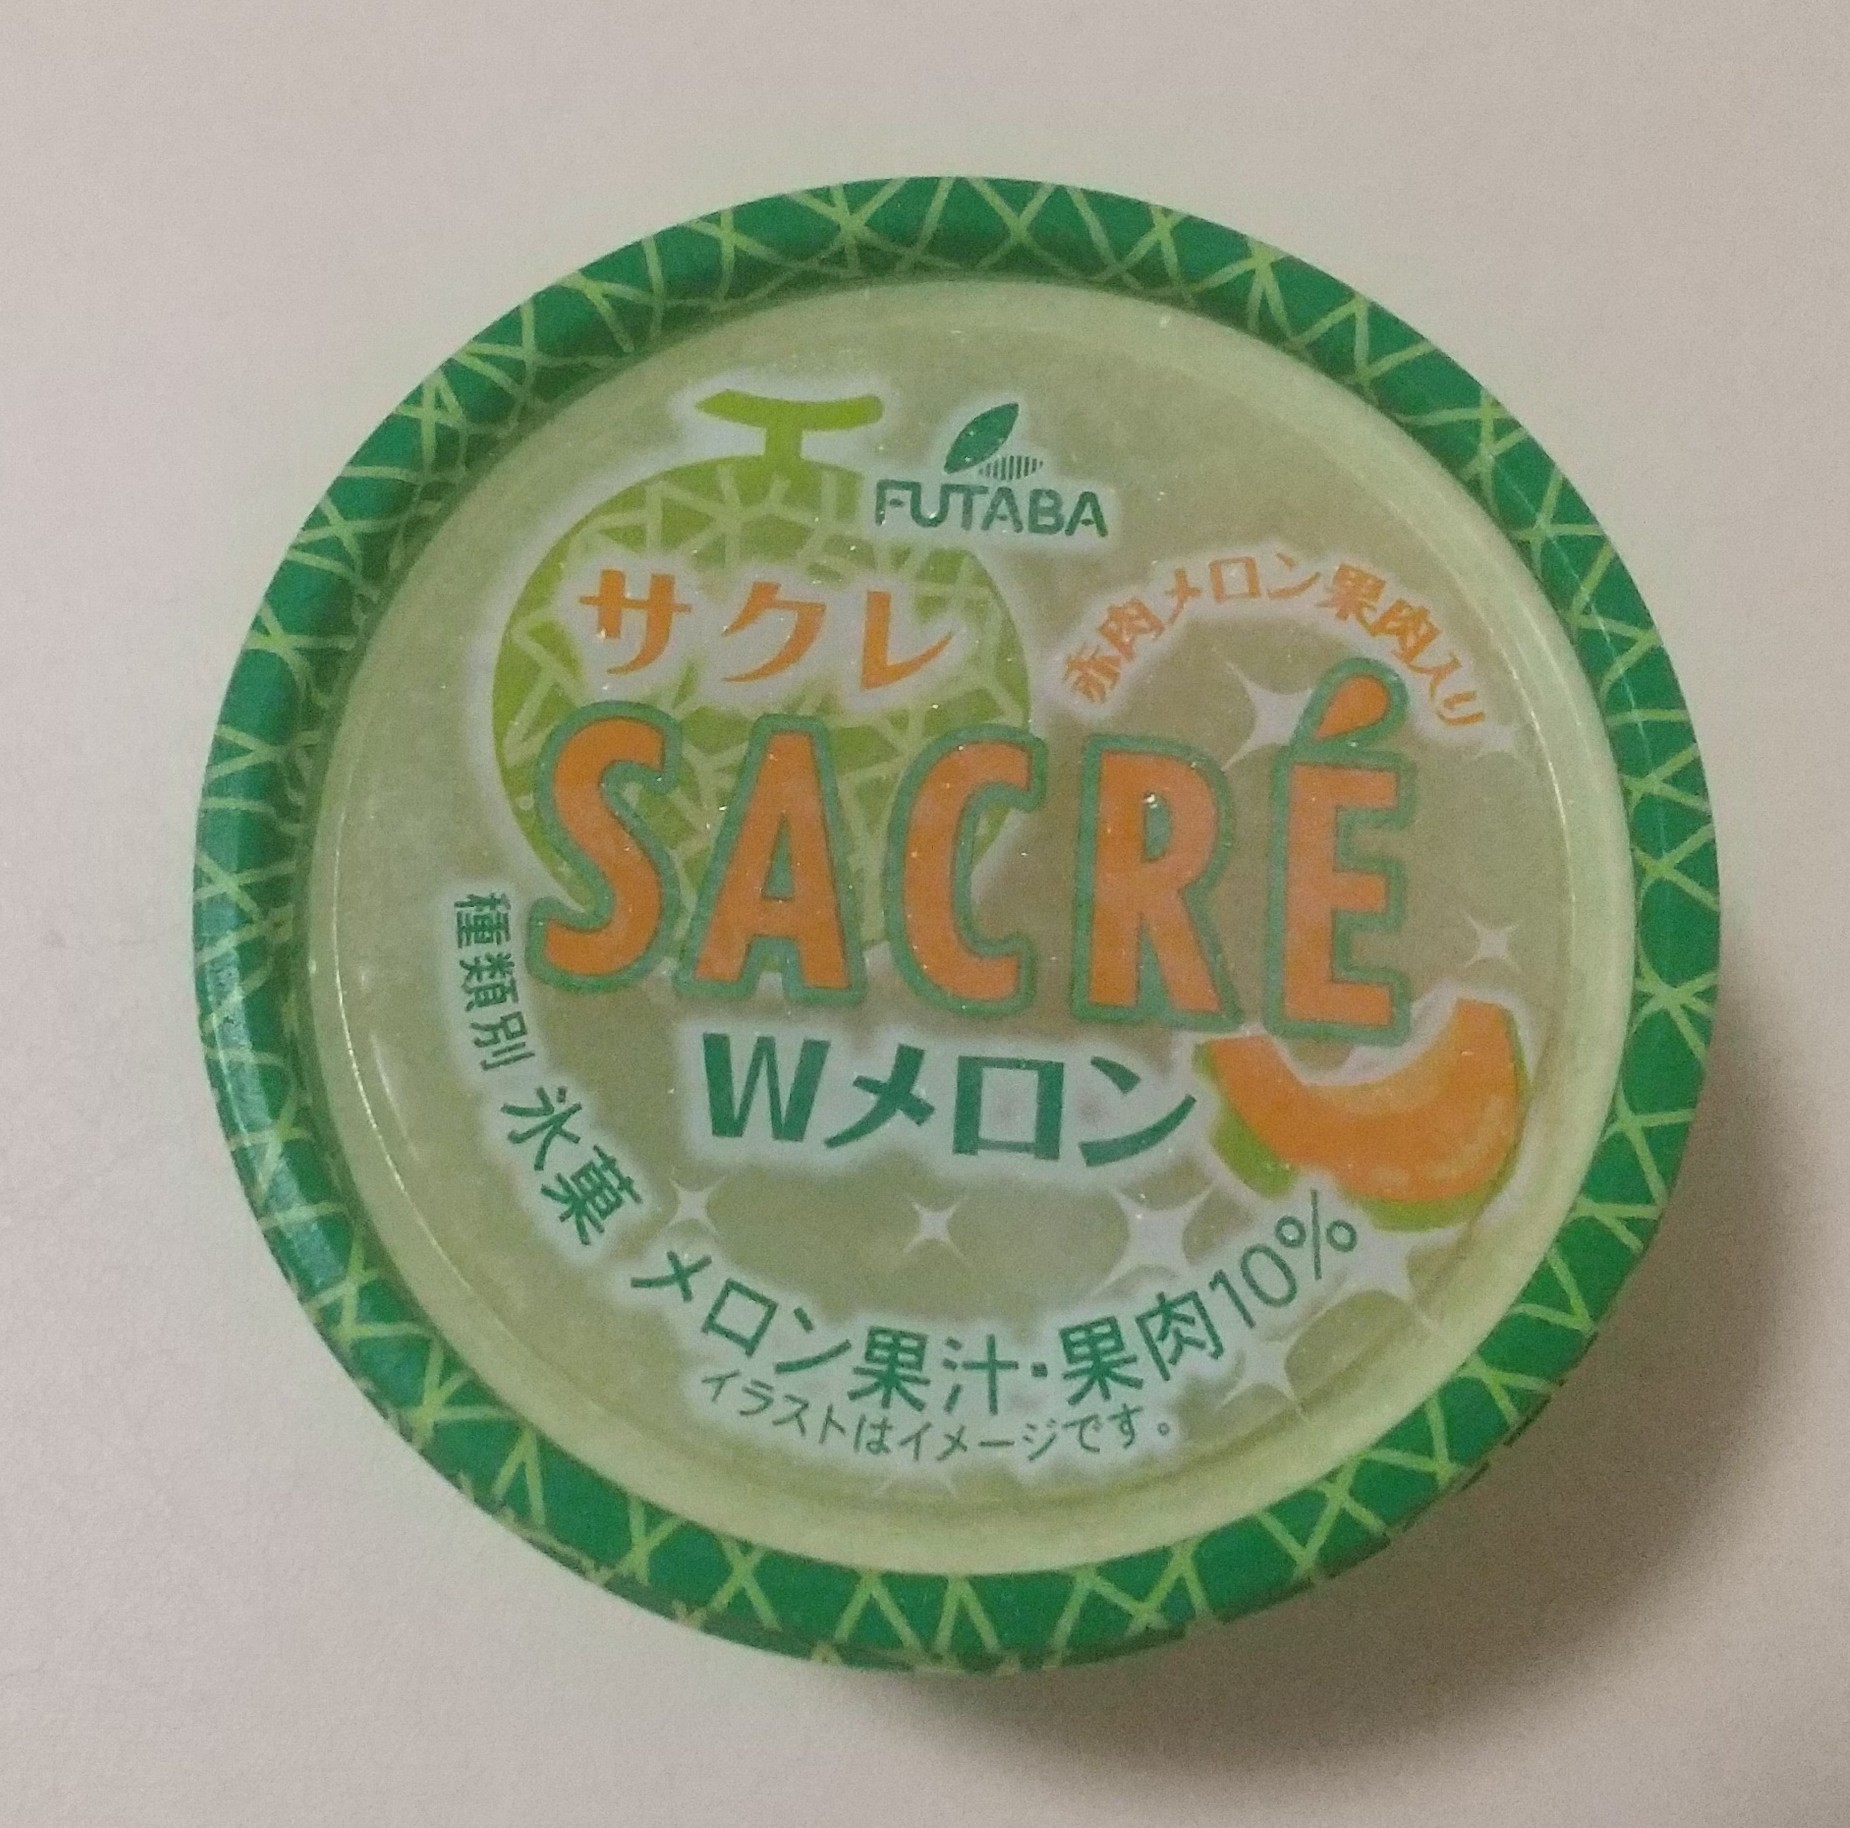 FUTABA
サクレ
赤肉メロン果肉入り
SACRÉ
Wメロン
種類別 氷菓
メロン果汁・果肉10%
イラストはイメージです。